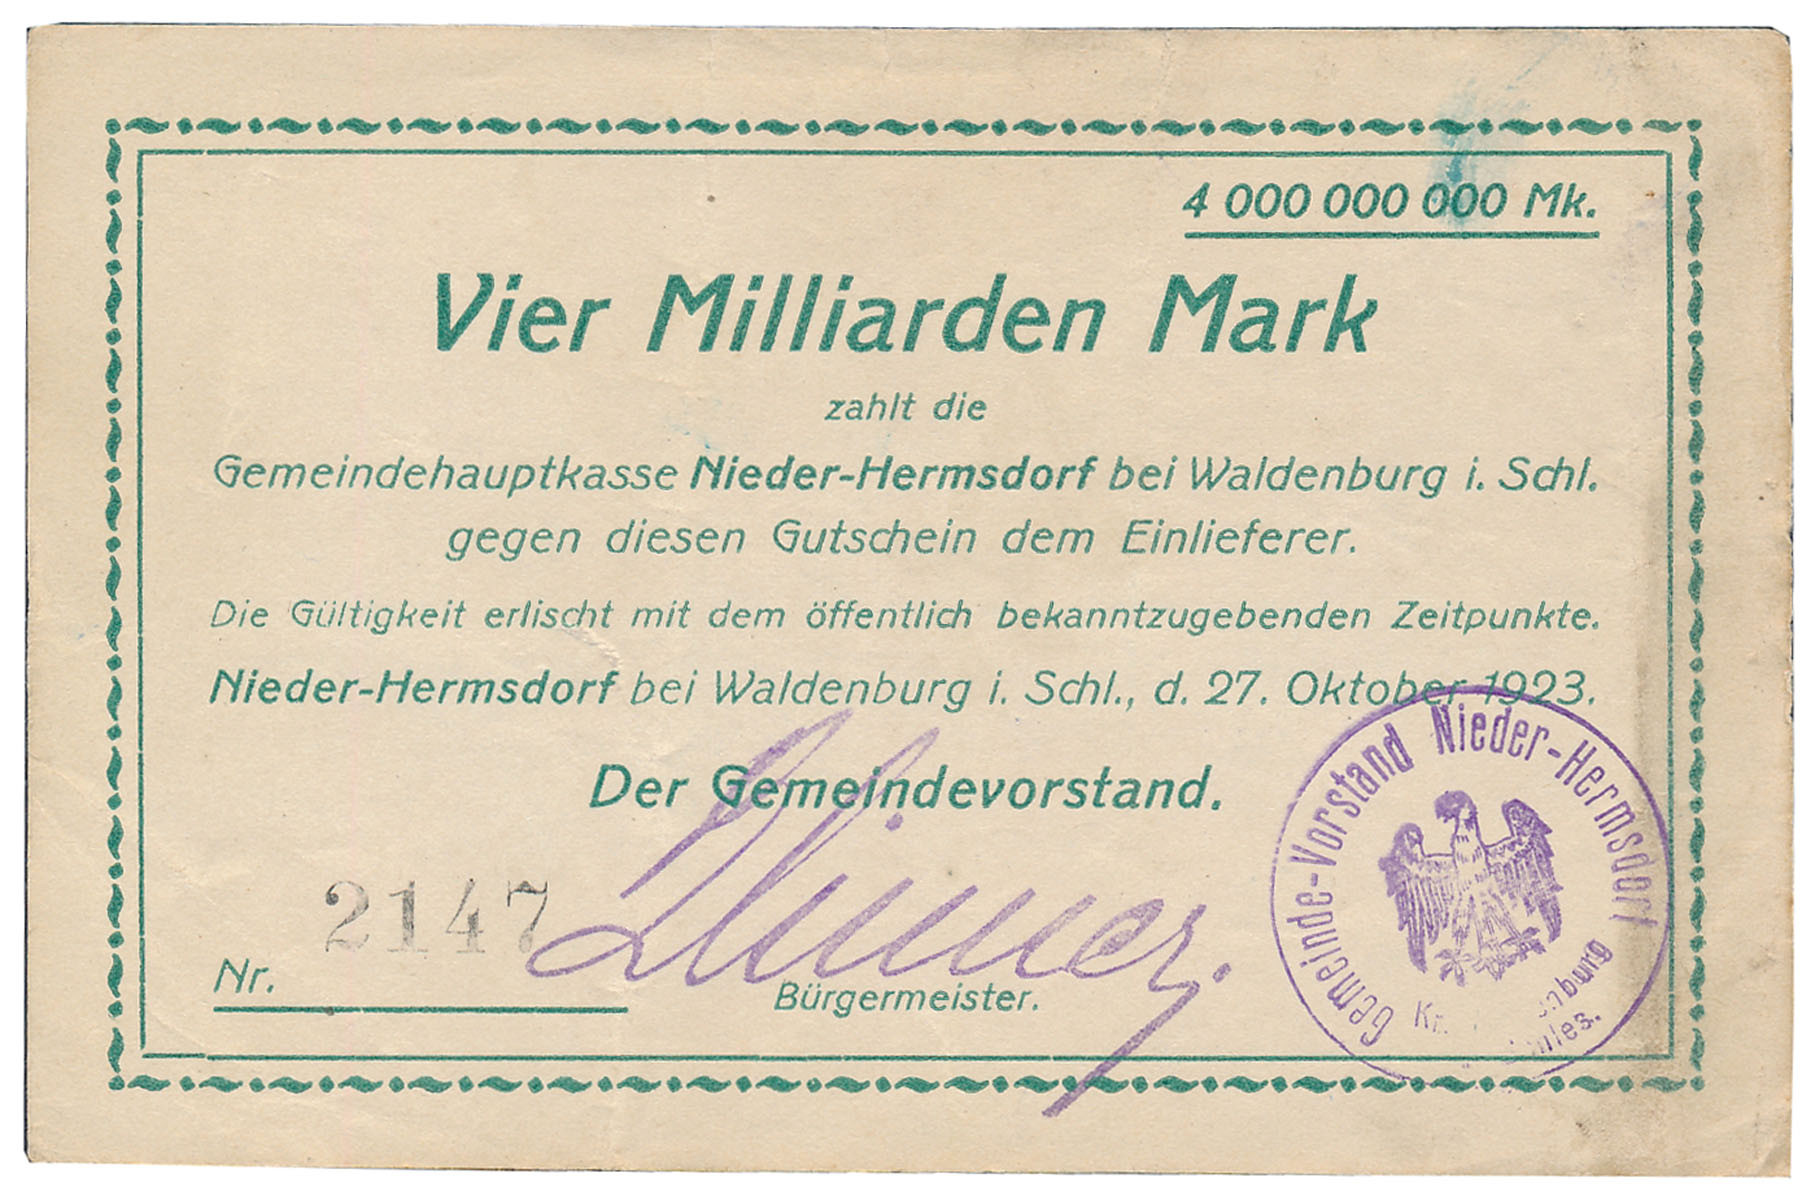 4 000 000 000 Mk.
Vier Milliarden Mark
zahlt die
Gemeindehauptkasse Nieder-Hermsdorf bei Waldenburg i. Schl.
gegen diesen Gutschein dem Einlieferer.
Die Gültigkeit erlischt mit dem öffentlich bekanntzugebenden Zeitpunkte.
Nieder-Hermsdorf bei Waldenburg i. Schl., d. 27. Oktober 1923.
Der Gemeindevorstand.
Nr. 2147
Bürgermeister.
Gemeinde-Vorstand Nieder-Hermsdorf